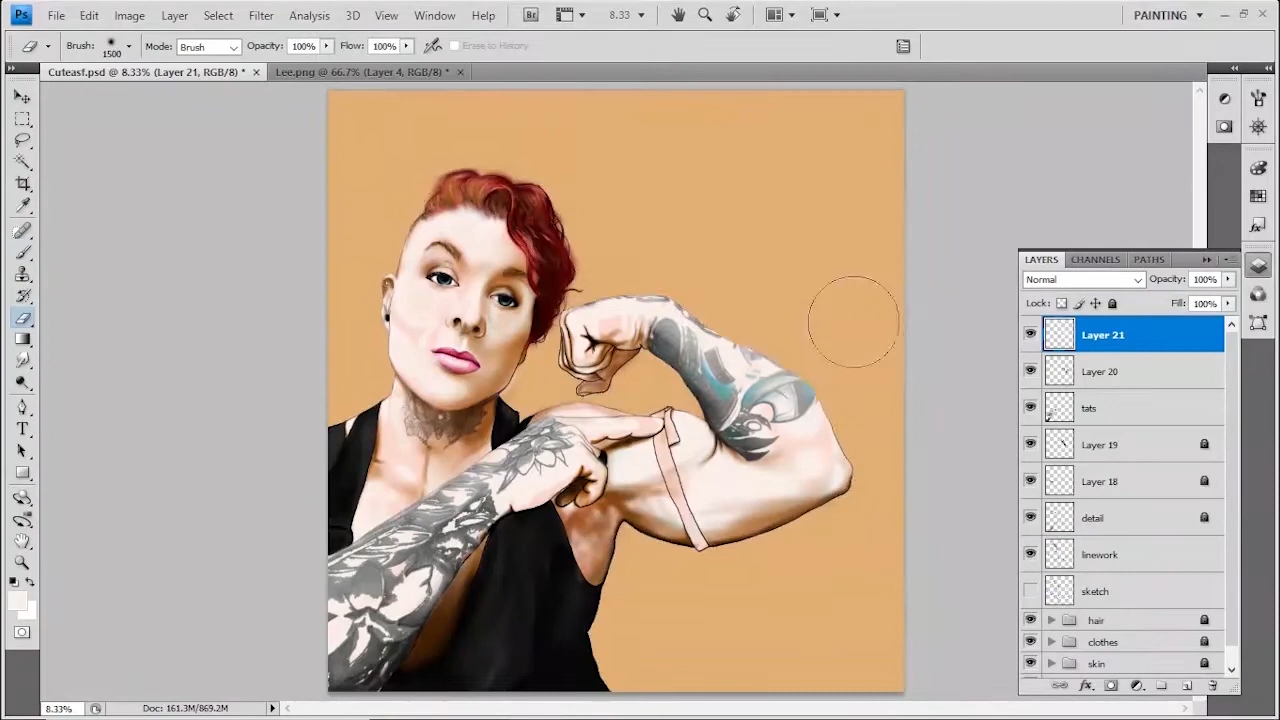 Ps File Edit Image Layer Select Filter Analysis 3D View Window Help Br 8.33 PAINTING
Brush: 1500 Mode: Brush Opacity: 100% Flow: 100% Erase to History
Cuteasf.psd @ 8.33% (Layer 21, RGB/8) * Lee.png @ 66.7% (Layer 4, RGB/8) *
LAYERS CHANNELS PATHS
Normal Opacity: 100%
Lock: Fill: 100%
Layer 21
Layer 20
tats
Layer 19
Layer 18
detail
linework
sketch
hair
clothes
skin
8.33% Doc: 161.3M/869.2M